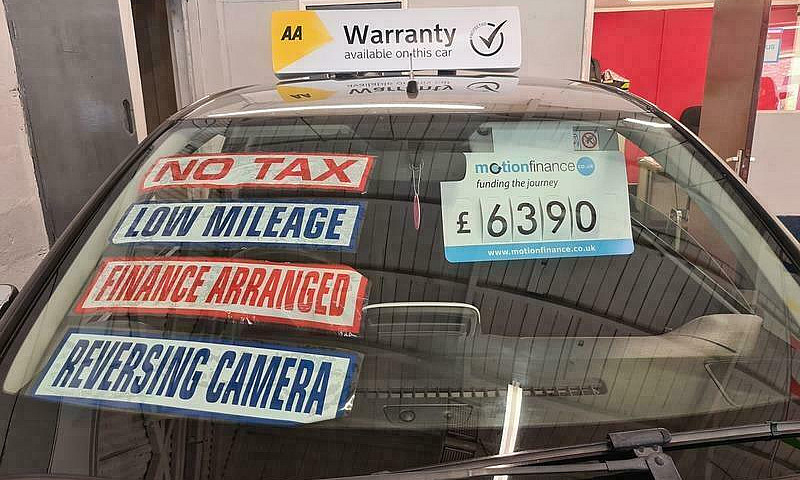 AA
Warranty
available on this car
NO TAX
LOW MILEAGE
FINANCE ARRANGED
REVERSING CAMERA
motionfinance.co.uk
funding the journey
£6390
www.motionfinance.co.uk